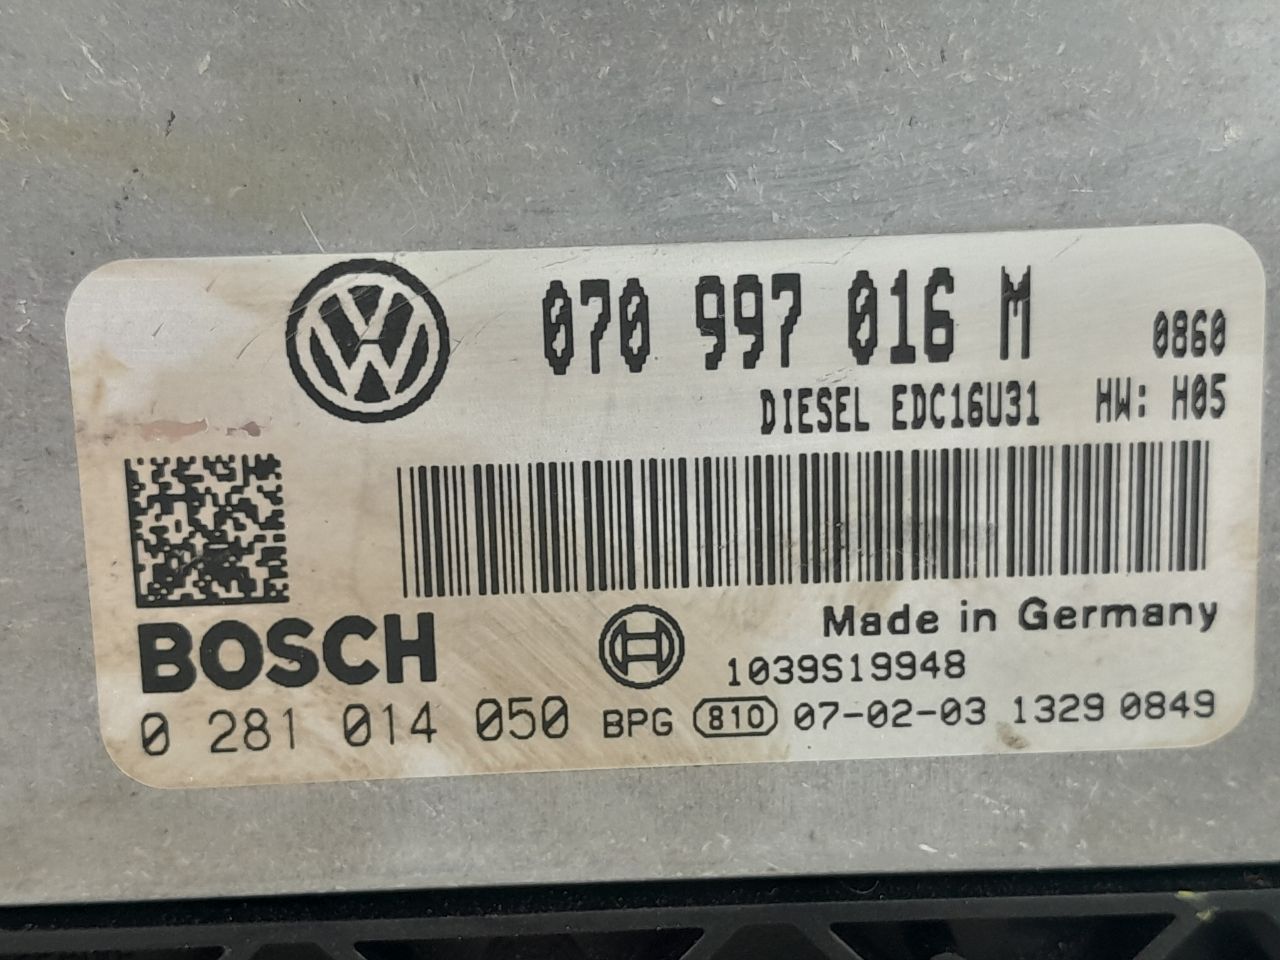 070 997 016 M
0860
DIESEL EDC16U31 HW: H05
Made in Germany
BOSCH
1039S19948
0 281 014 050 BPG 810 07-02-03 1329 0849